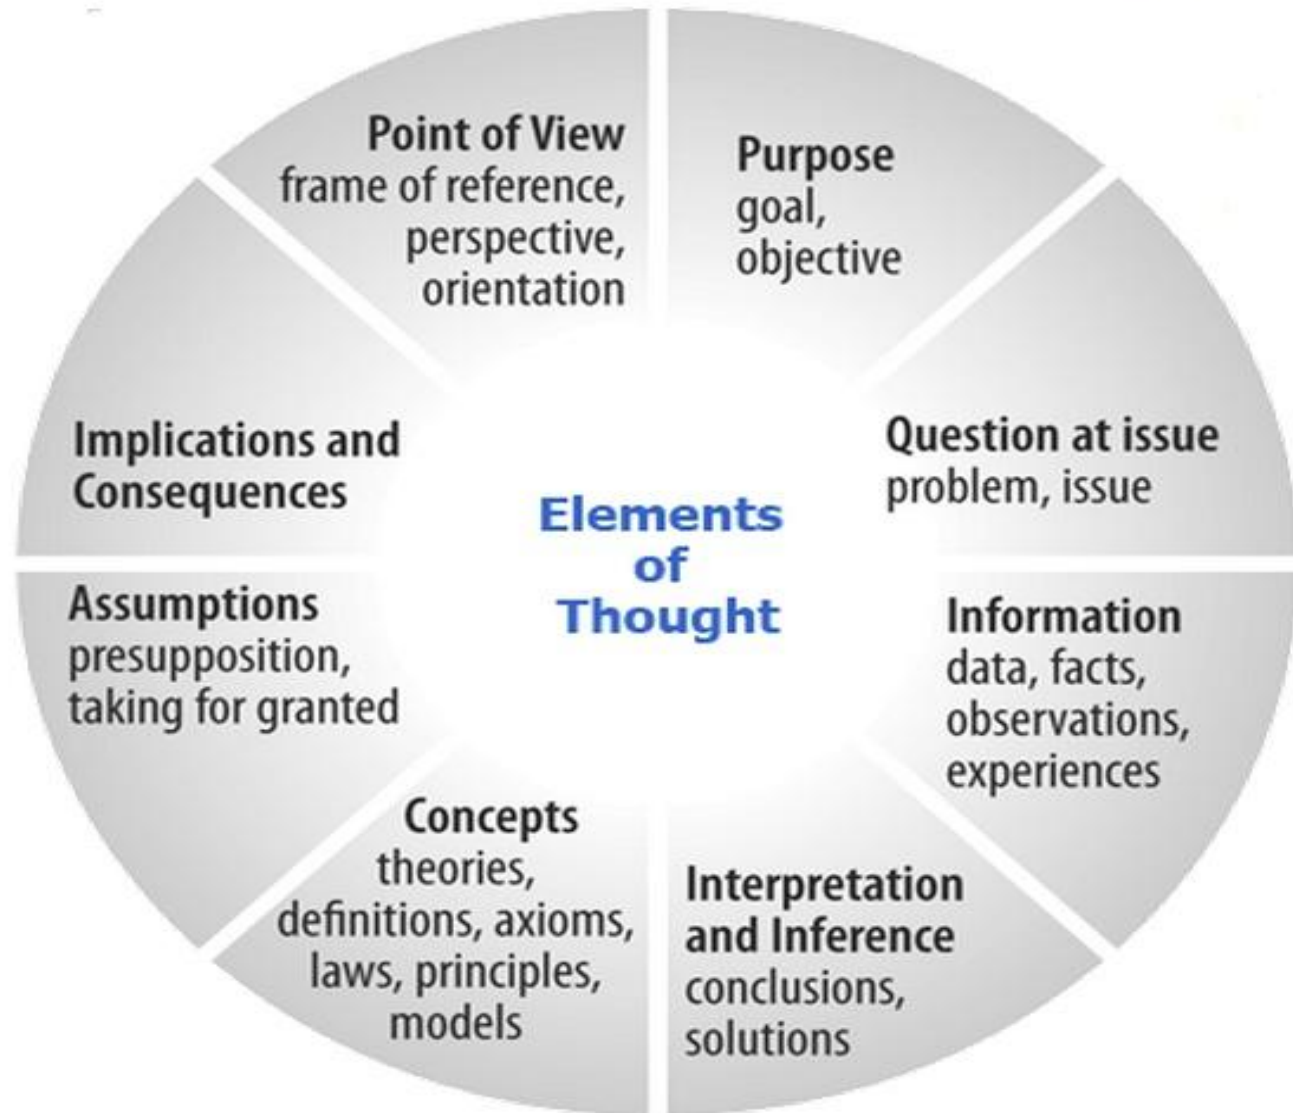 Point of View
frame of reference,
perspective,
orientation
Purpose
goal,
objective
Question at issue
problem, issue
Information
data, facts,
observations,
experiences
Interpretation
and Inference
conclusions,
solutions
Concepts
theories,
definitions, axioms,
laws, principles,
models
Assumptions
presupposition,
taking for granted
Implications and
Consequences
Elements
of
Thought